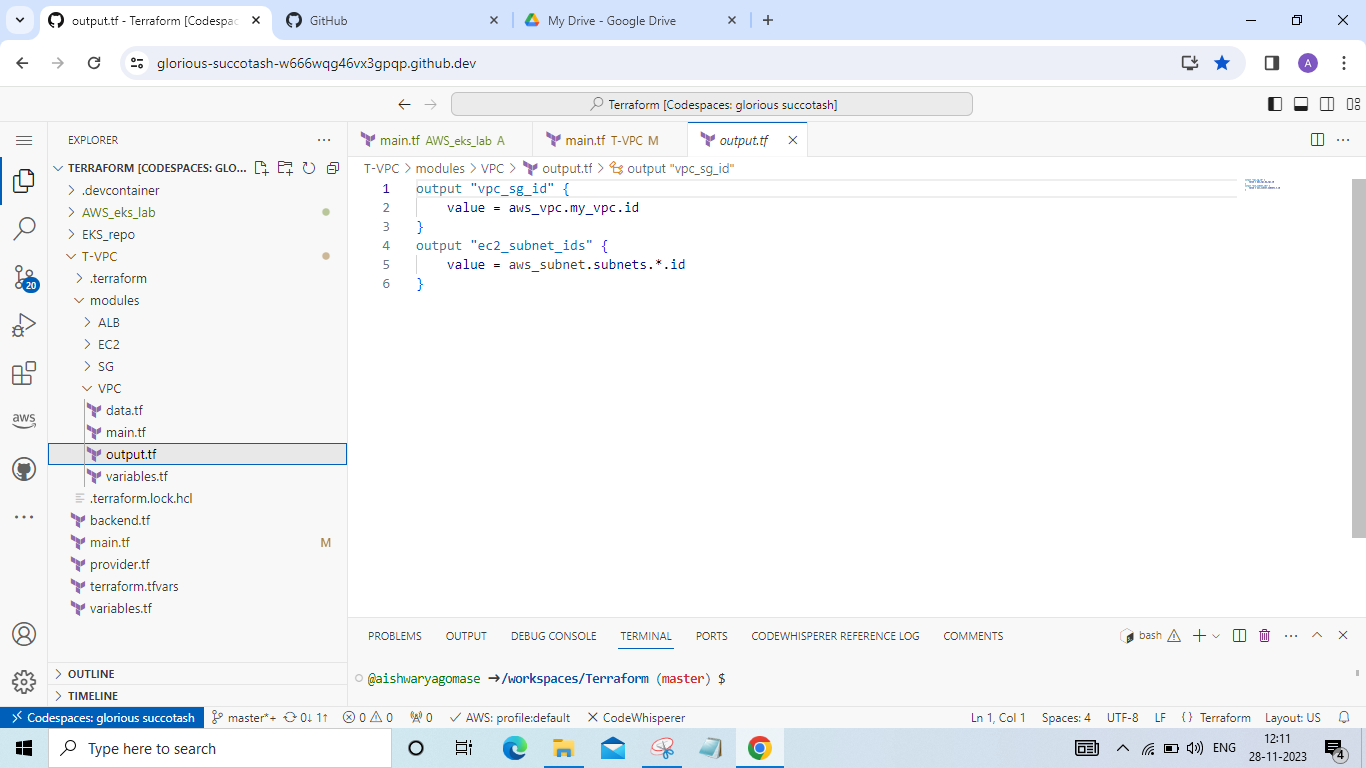 output.tf - Terraform [Codespac
GitHub
My Drive - Google Drive
glorious-succotash-w666wqg46vx3gpqp.github.dev
A
Terraform [Codespaces: glorious succotash]
EXPLORER
TERRAFORM [CODESPACES: GLO...
.devcontainer
AWS_eks_lab
EKS_repo
T-VPC
.terraform
modules
ALB
EC2
SG
VPC
data.tf
main.tf
output.tf
variables.tf
.terraform.lock.hcl
backend.tf
main.tf M
provider.tf
terraform.tfvars
variables.tf
OUTLINE
TIMELINE
20
aws
main.tf AWS_eks_lab A
main.tf T-VPC M
output.tf
T-VPC > modules > VPC > output.tf > output "vpc_sg_id"
1 output "vpc_sg_id" {
2 value = aws_vpc.my_vpc.id
3 }
4 output "ec2_subnet_ids" {
5 value = aws_subnet.subnets.*.id
6 }
PROBLEMS OUTPUT DEBUG CONSOLE TERMINAL PORTS CODEWHISPERER REFERENCE LOG COMMENTS
bash
@aishwaryagomase ➜/workspaces/Terraform (master) $
Codespaces: glorious succotash master*+ 0↓ 1↑ 0 0 0 AWS: profile:default CodeWhisperer Ln 1, Col 1 Spaces: 4 UTF-8 LF {} Terraform Layout: US
Type here to search
ENG
12:11
28-11-2023
4